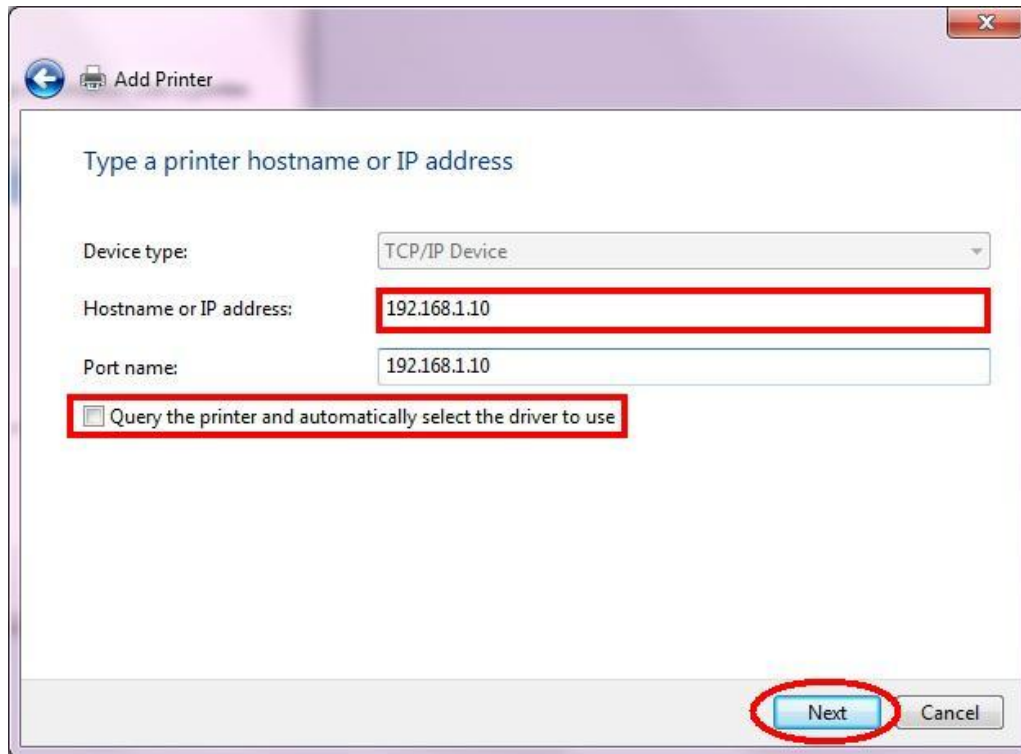 Add Printer
Type a printer hostname or IP address
Device type: TCP/IP Device
Hostname or IP address: 192.168.1.10
Port name: 192.168.1.10
Query the printer and automatically select the driver to use
Next Cancel